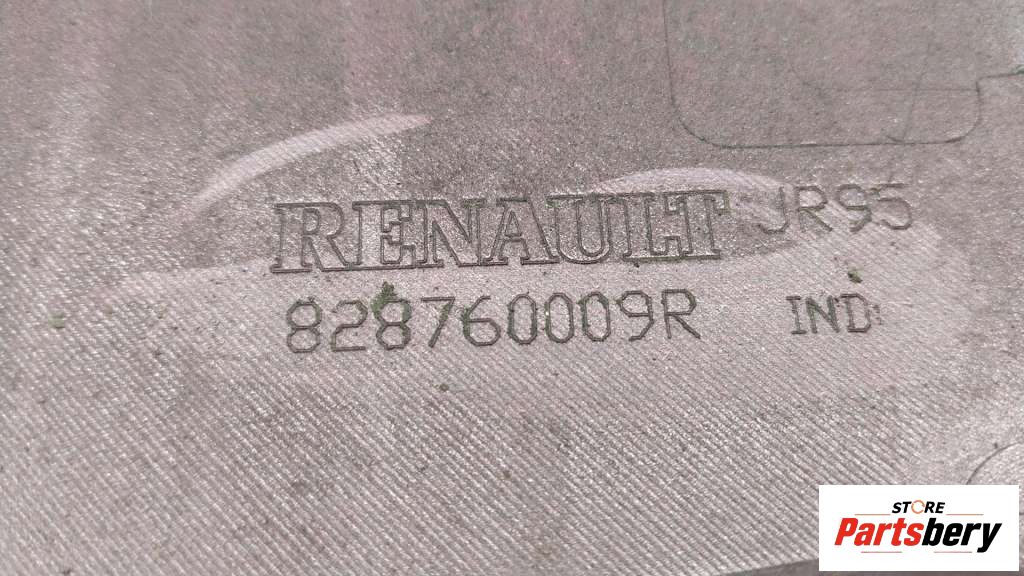 RENAULT JR95
828760009R IND:
STORE
Partsbery